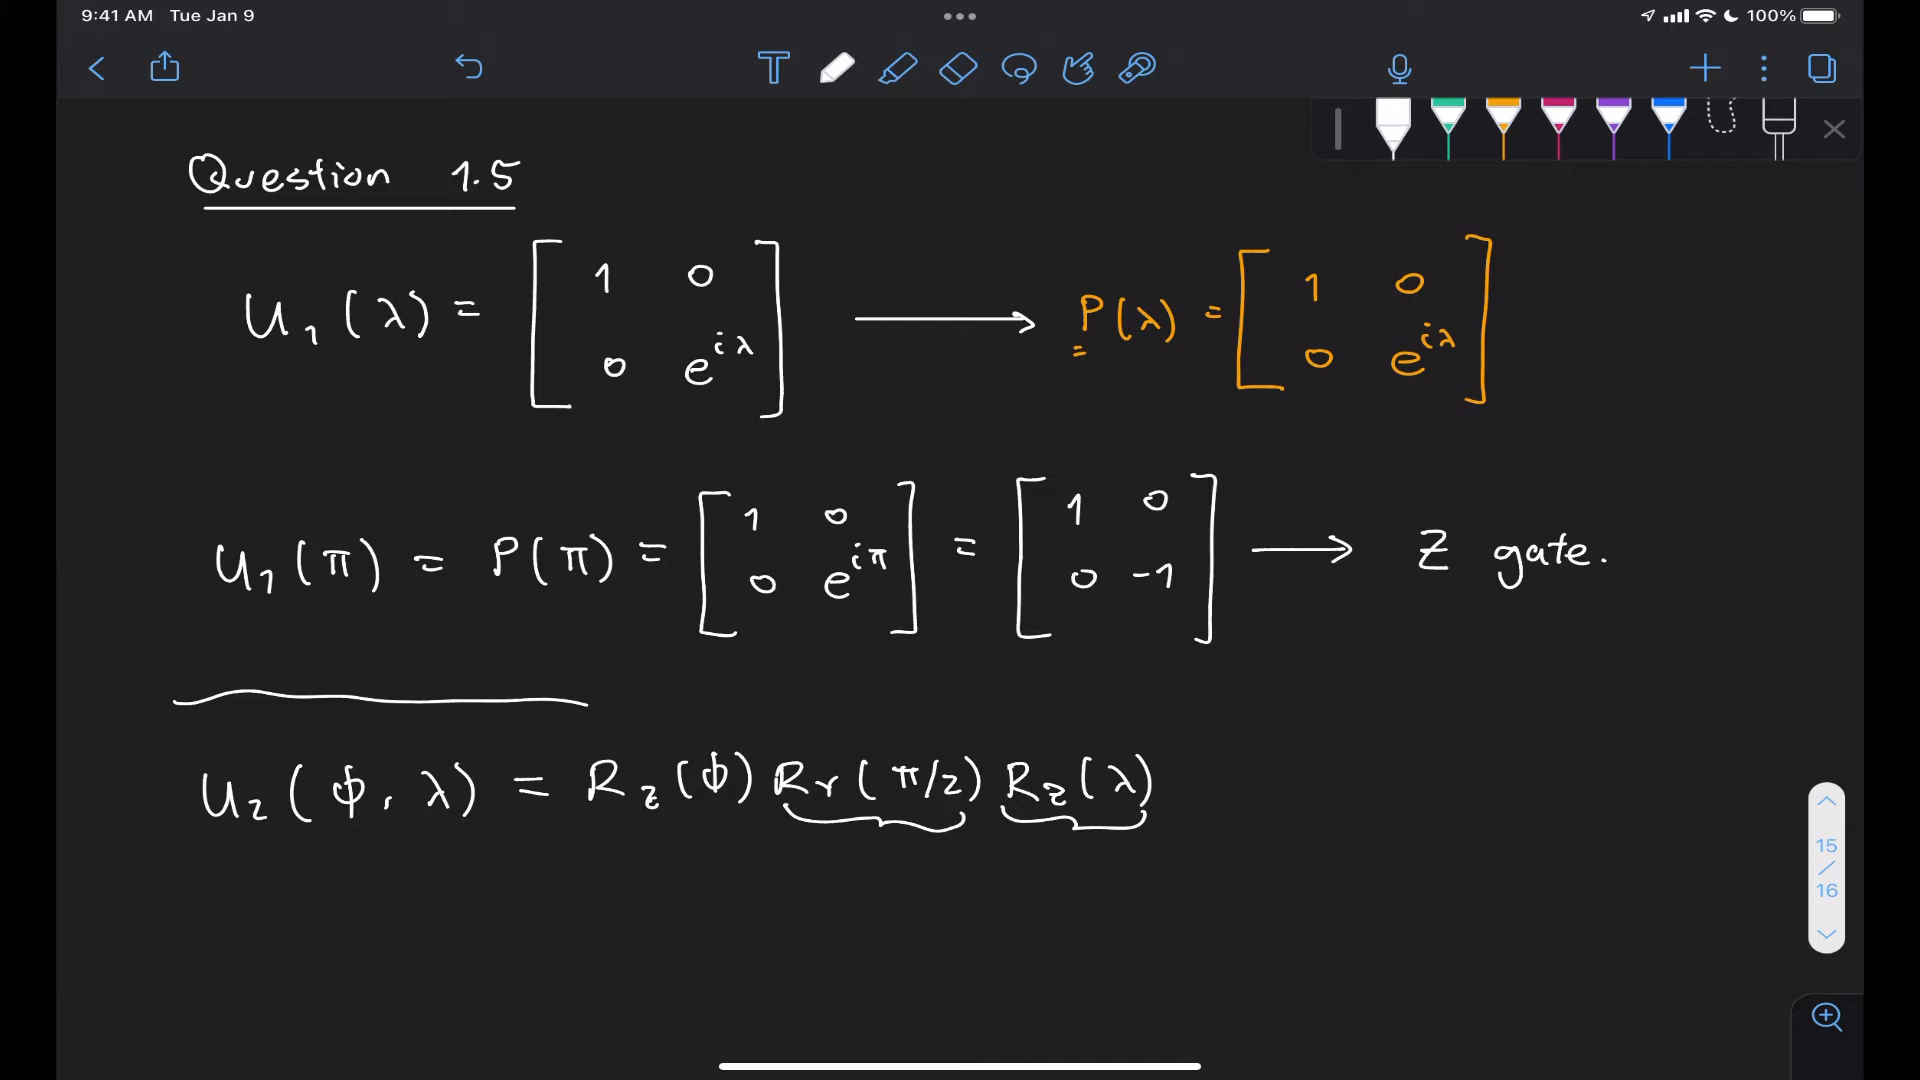 9:41 AM Tue Jan 9 100%
Question 1.5
U₁(λ) = [1 0; 0 e^{iλ}] → P(λ) = [1 0; 0 e^{iλ}]
U₁(π) = P(π) = [1 0; 0 e^{iπ}] = [1 0; 0 -1] → Z gate.
U₂(ϕ, λ) = R_z(ϕ) R_Y(π/2) R_z(λ)
15
/
16